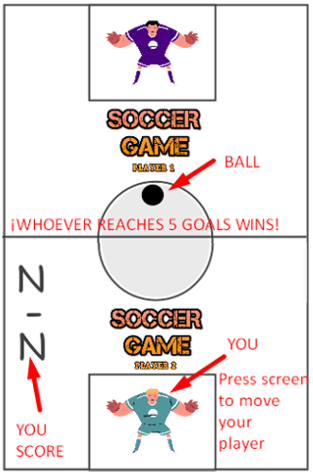 SOCCER
GAME
PLAYER 1
BALL
¡WHOEVER REACHES 5 GOALS WINS!
N - N
SOCCER
GAME
PLAYER 2
YOU
Press screen
to move
your
player
YOU
SCORE